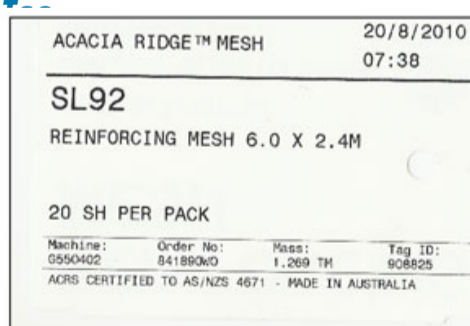 ACACIA RIDGE™ MESH 20/8/2010
07:38
SL92
REINFORCING MESH 6.0 X 2.4M
20 SH PER PACK
Machine: Order No: Mass: Tag ID:
G550402 841890WO 1.269 TM 908825
ACRS CERTIFIED TO AS/NZS 4671 - MADE IN AUSTRALIA